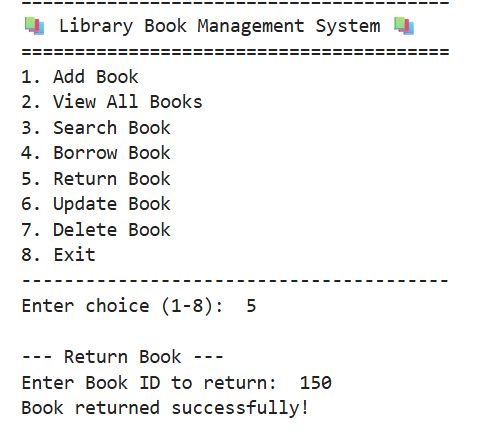 ========================================
📚 Library Book Management System 📚
========================================
1. Add Book
2. View All Books
3. Search Book
4. Borrow Book
5. Return Book
6. Update Book
7. Delete Book
8. Exit
----------------------------------------
Enter choice (1-8):  5
--- Return Book ---
Enter Book ID to return:  150
Book returned successfully!